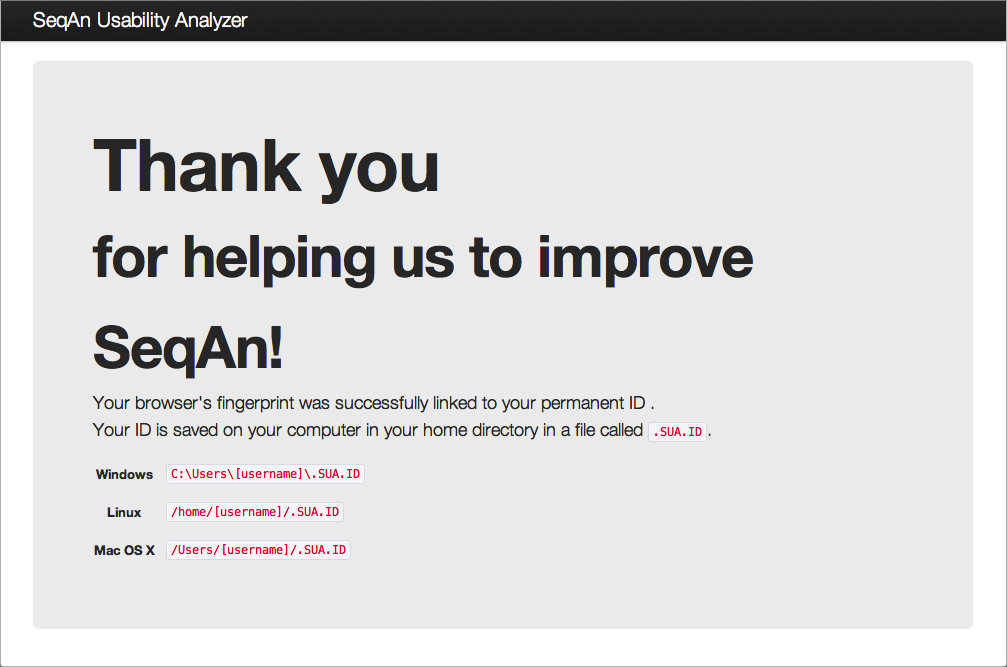 SeqAn Usability Analyzer
Thank you
for helping us to improve
SeqAn!
Your browser's fingerprint was successfully linked to your permanent ID .
Your ID is saved on your computer in your home directory in a file called .SUA.ID .
Windows C:\Users\[username]\.SUA.ID
Linux /home/[username]/.SUA.ID
Mac OS X /Users/[username]/.SUA.ID